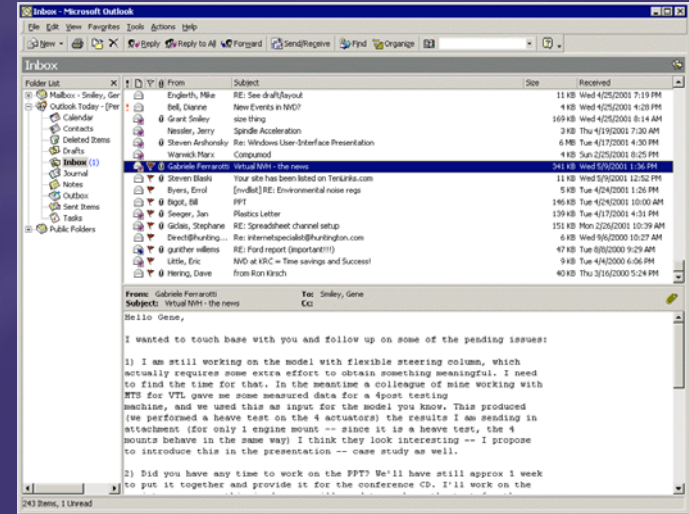 Inbox - Microsoft Outlook
File Edit View Favorites Tools Actions Help
New Reply Reply to All Forward Send/Receive Find Organize
Inbox
Folder List X ! From Subject Size Received
Mailbox - Smiley, Ger
Outlook Today - [Per
Calendar
Contacts
Deleted Items
Drafts
Inbox (1)
Journal
Notes
Outbox
Sent Items
Tasks
Public Folders
Englerth, Mike RE: See draft/layout 11 KB Wed 4/25/2001 7:19 PM
! Bell, Dianne New Events in NVD? 4 KB Wed 4/25/2001 4:28 PM
Grant Smiley size thing 169 KB Wed 4/25/2001 8:14 AM
Nessler, Jerry Spindle Acceleration 3 KB Thu 4/19/2001 7:30 AM
Steven Arshonsky Re: Windows User-Interface Presentation 6 MB Tue 4/17/2001 4:30 PM
Warwick Marx Compumod 4 KB Sun 2/25/2001 8:25 PM
Gabriele Ferrarotti Virtual NVH - the news 341 KB Wed 5/9/2001 1:36 PM
Steven Blaski Your site has been listed on TenLinks.com 11 KB Wed 5/9/2001 12:52 PM
Byers, Errol [nvdlist] RE: Environmental noise regs 5 KB Tue 4/24/2001 1:26 PM
Bigot, Bill PPT 146 KB Tue 4/24/2001 10:00 AM
Seeger, Jan Plastics Letter 139 KB Tue 4/17/2001 4:31 PM
Giclais, Stephane RE: Spreadsheet channel setup 151 KB Mon 2/26/2001 10:39 AM
Direct@hunting... Re: internetspecialist@huntington.com 6 KB Wed 9/6/2000 10:27 AM
gunther willems RE: Ford report (important!!!!) 47 KB Tue 8/8/2000 9:29 AM
Little, Eric NVD at KRC = Time savings and Success! 9 KB Tue 4/4/2000 6:06 PM
Hering, Dave from Ron Kirsch 40 KB Thu 3/16/2000 5:24 PM
From: Gabriele Ferrarotti To: Smiley, Gene
Subject: Virtual NVH - the news Cc:
Hello Gene,
I wanted to touch base with you and follow up on some of the pending issues:
1) I am still working on the model with flexible steering column, which
actually requires some extra effort to obtain something meaningful. I need
to find the time for that. In the meantime a colleague of mine working with
MTS for VTL gave me some measured data for a 4post testing
machine, and we used this as input for the model you know. This produced
(we performed a heave test on the 4 actuators) the results I am sending in
attachment (for only 1 engine mount -- since it is a heave test, the 4
mounts behave in the same way) I think they look interesting -- I propose
to introduce this in the presentation -- case study as well.
2) Did you have any time to work on the PPT? We'll have still approx 1 week
to put it together and provide it for the conference CD. I'll work on the
243 Items, 1 Unread